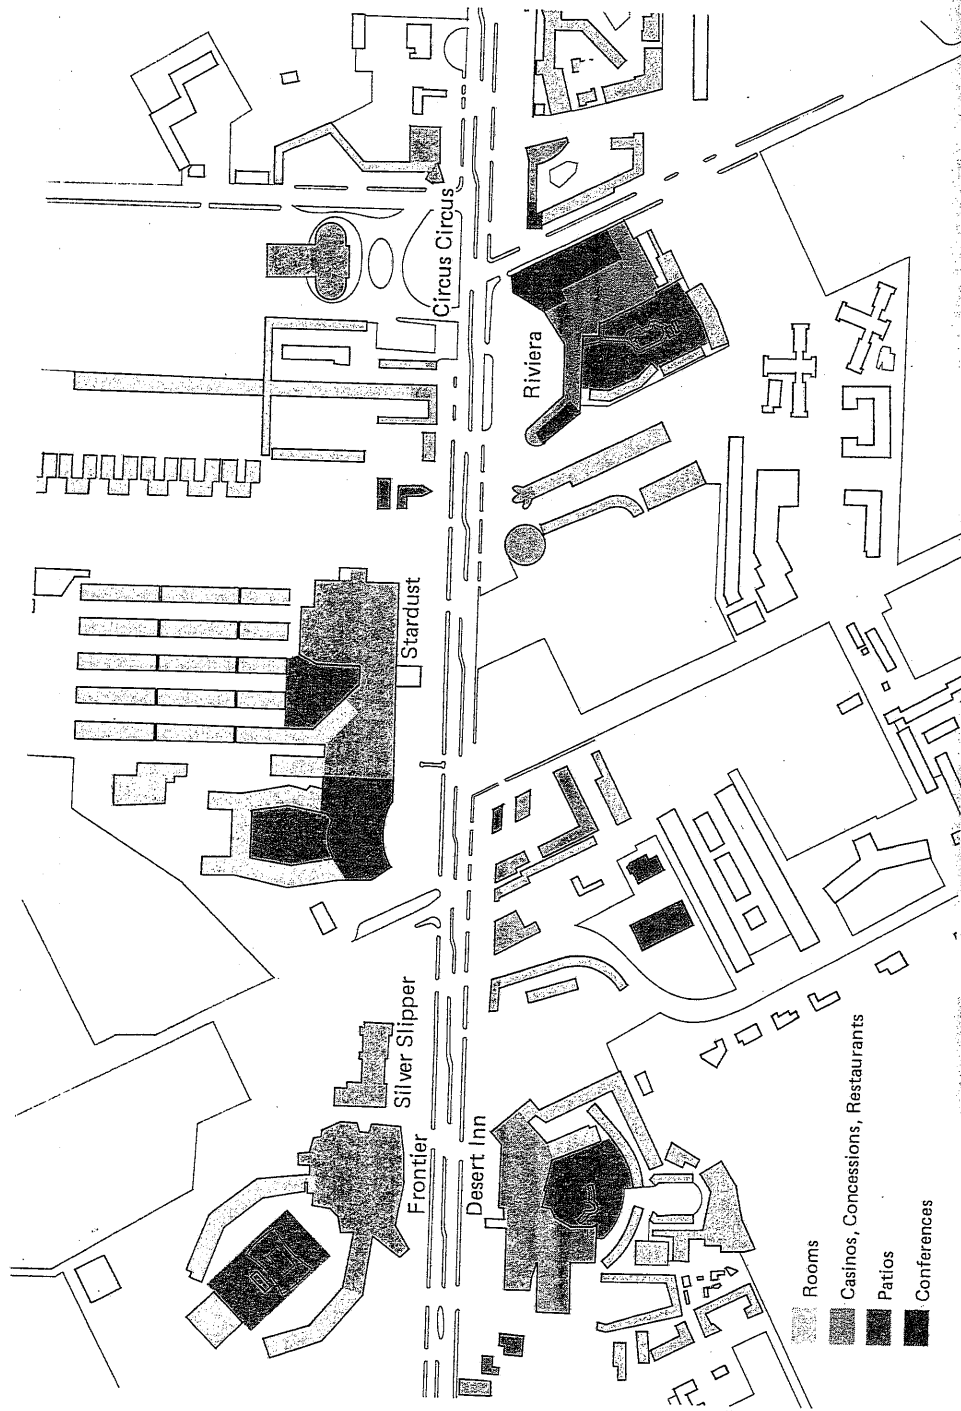 Circus Circus
Riviera
Stardust
Silver Slipper
Frontier
Desert Inn
Rooms
Casinos, Concessions, Restaurants
Patios
Conferences